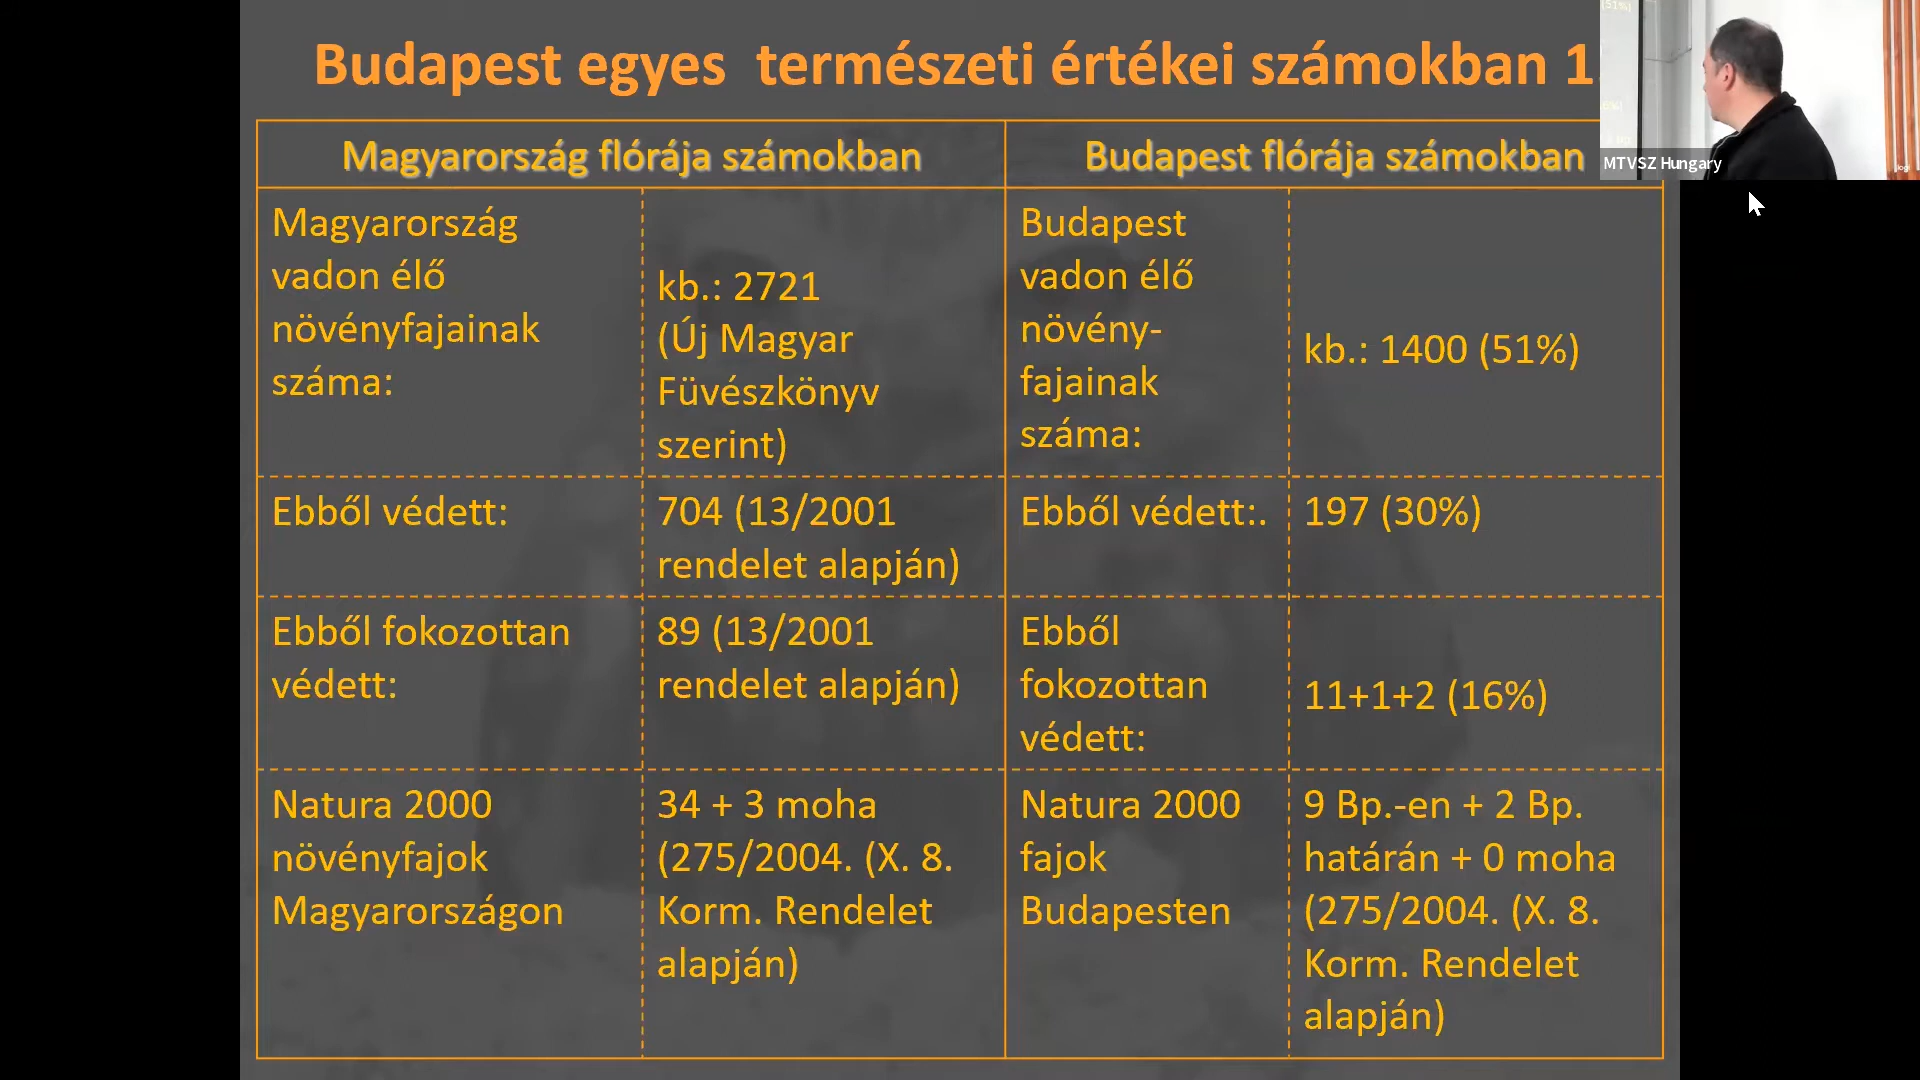 Budapest egyes természeti értékei számokban 1
Magyarország flórája számokban
Budapest flórája számokban
Magyarország
vadon élő
növényfajainak
száma:
kb.: 2721
(Új Magyar
Füvészkönyv
szerint)
Budapest
vadon élő
növény-
fajainak
száma:
kb.: 1400 (51%)
Ebből védett:
704 (13/2001
rendelet alapján)
Ebből védett:.
197 (30%)
Ebből fokozottan
védett:
89 (13/2001
rendelet alapján)
Ebből
fokozottan
védett:
11+1+2 (16%)
Natura 2000
növényfajok
Magyarországon
34 + 3 moha
(275/2004. (X. 8.
Korm. Rendelet
alapján)
Natura 2000
fajok
Budapesten
9 Bp.-en + 2 Bp.
határán + 0 moha
(275/2004. (X. 8.
Korm. Rendelet
alapján)
(51%)
MTVSZ Hungary